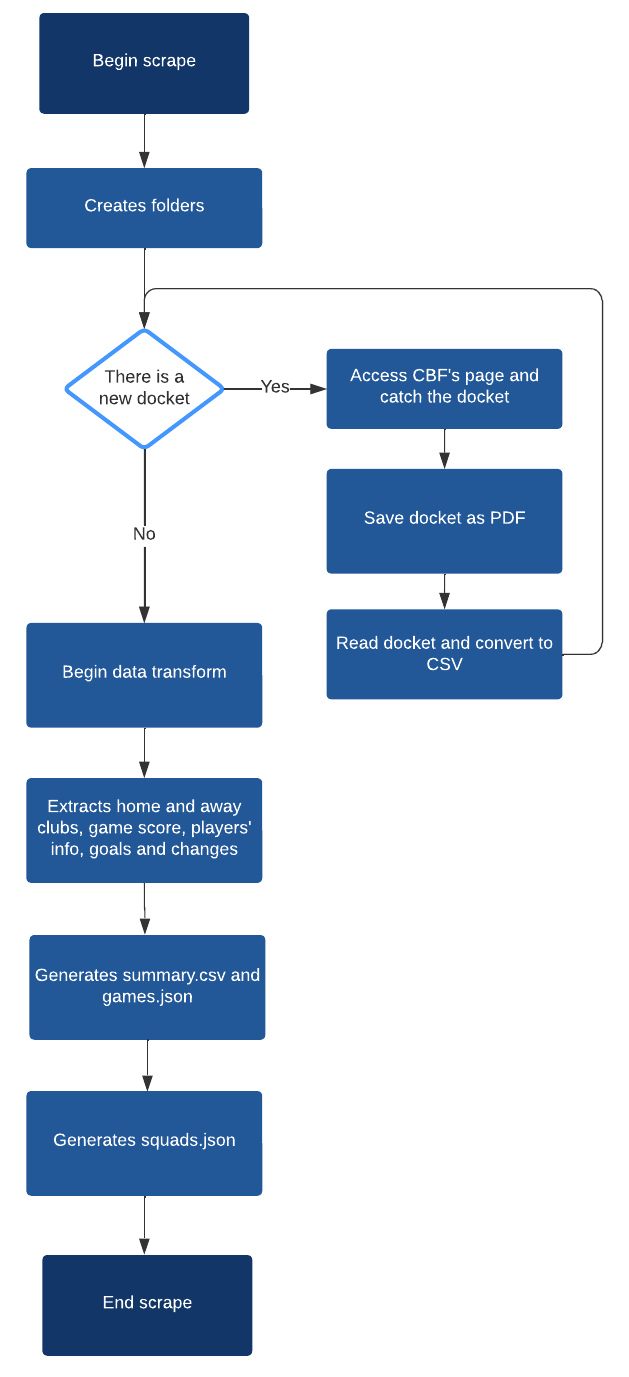 Begin scrape
Creates folders
There is a
new docket
Yes
Access CBF's page and
catch the docket
Save docket as PDF
Read docket and convert to
CSV
No
Begin data transform
Extracts home and away
clubs, game score, players'
info, goals and changes
Generates summary.csv and
games.json
Generates squads.json
End scrape